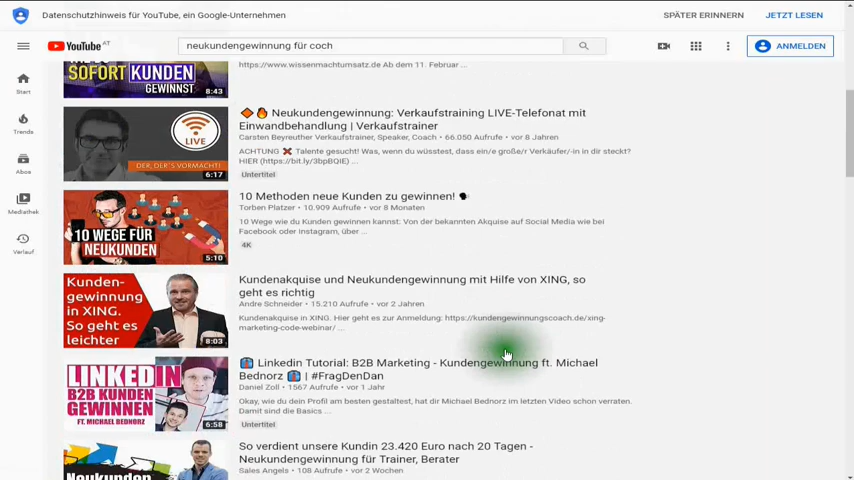 Datenschutzhinweis für YouTube, ein Google-Unternehmen
SPÄTER ERINNERN
JETZT LESEN
YouTube AT
neukundengewinnung für coch
ANMELDEN
Start
Trends
Abos
Mediathek
Verlauf
SOFORT KUNDEN
GEWINNST
8:43
https://www.wissenmachtumsatz.de Ab dem 11. Februar ...
LIVE
DER, DER´S VORMACHT!
6:17
Neukundengewinnung: Verkaufstraining LIVE-Telefonat mit
Einwandbehandlung | Verkaufstrainer
Carsten Beyreuther Verkaufstrainer, Speaker, Coach • 66.050 Aufrufe • vor 8 Jahren
ACHTUNG ❌ Talente gesucht! Was, wenn du wüsstest, dass ein/e große/r Verkäufer/-in in dir steckt?
HIER (https://bit.ly/3bpBQIE) ...
Untertitel
10 WEGE FÜR
NEUKUNDEN
5:10
10 Methoden neue Kunden zu gewinnen! 🗣
Torben Platzer • 10.909 Aufrufe • vor 8 Monaten
10 Wege wie du Kunden gewinnen kannst: Von der bekannten Akquise auf Social Media wie bei
Facebook oder Instagram, über ...
4K
Kunden-
gewinnung
in XING.
So geht es
leichter
8:03
Kundenakquise und Neukundengewinnung mit Hilfe von XING, so
geht es richtig
Andre Schneider • 15.210 Aufrufe • vor 2 Jahren
Kundenakquise in XING. Hier geht es zur Anmeldung: https://kundengewinnungscoach.de/xing-
marketing-code-webinar/ ...
LINKEDIN
B2B KUNDEN
GEWINNEN
FT. MICHAEL
BEDNORZ
6:58
Linkedin Tutorial: B2B Marketing - Kundengewinnung ft. Michael
Bednorz | #FragDenDan
Daniel Zoll • 1567 Aufrufe • vor 1 Jahr
Okay, wie du dein Profil am besten gestaltest, hat dir Michael Bednorz im letzten Video schon verraten.
Damit sind die Basics ...
Untertitel
Neukunden
So verdient unsere Kundin 23.420 Euro nach 20 Tagen -
Neukundengewinnung für Trainer, Berater
Sales Angels • 108 Aufrufe • vor 2 Wochen